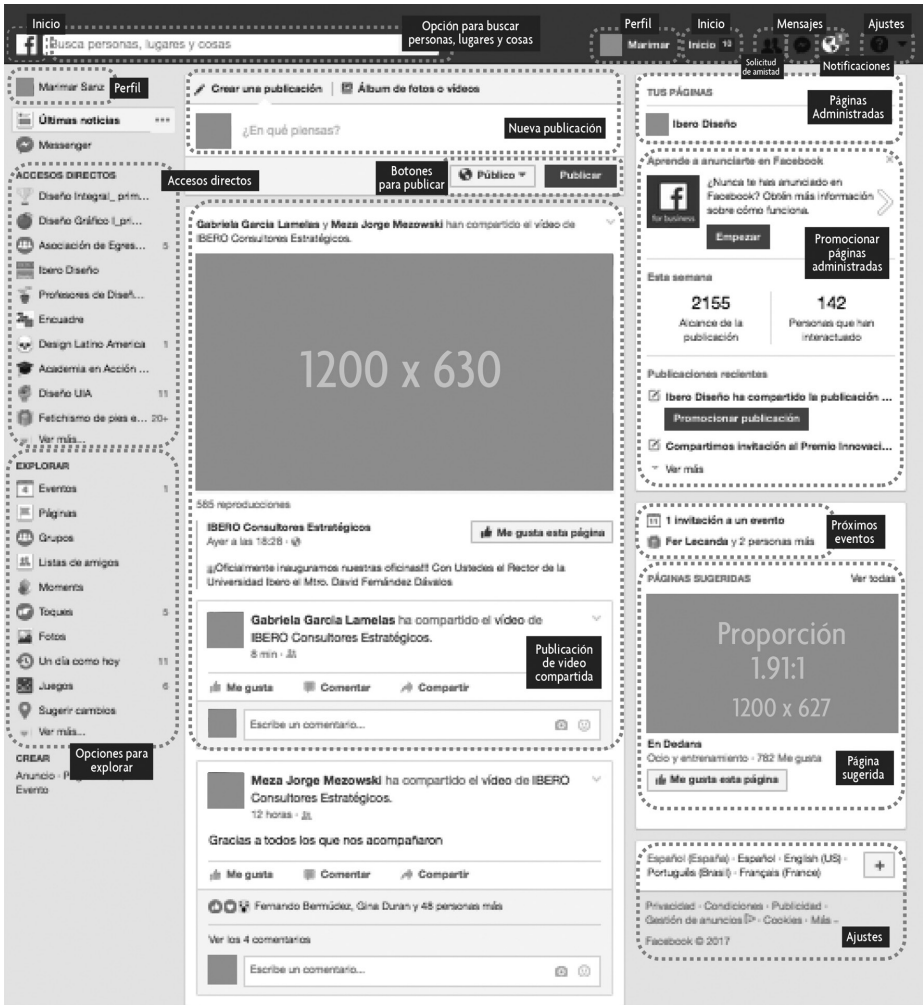 Inicio
Opción para buscar
personas, lugares y cosas
Perfil
Inicio
Mensajes
Ajustes
f
Busca personas, lugares y cosas
Marimar
Inicio 10
Solicitud
de amistad
Notificaciones
Marimar Sanz
Perfil
Últimas noticias
Messenger
ACCESOS DIRECTOS
Accesos directos
Diseño Integral_ prim...
Diseño Gráfico I_pri...
Asociación de Egres... 5
Ibero Diseño
Profesores de Diseñ...
Encuadre
Design Latino America 1
Academia en Acción ...
Diseño UIA 11
Fetichismo de pies e... 20+
Ver más...
EXPLORAR
4 Eventos 1
Páginas
Grupos
Listas de amigos
Moments
Toques 5
Fotos
Un día como hoy 11
Juegos 6
Sugerir cambios
Ver más...
Opciones para
explorar
CREAR
Anuncio ·
Evento
Crear una publicación
Álbum de fotos o vídeos
¿En qué piensas?
Nueva publicación
Botones
para publicar
Público
Publicar
Gabriela Garcia Lamelas y Meza Jorge Mezowski han compartido el vídeo de
IBERO Consultores Estratégicos.
1200 x 630
585 reproducciones
IBERO Consultores Estratégicos
Ayer a las 18:28 ·
Me gusta esta página
¡¡¡Oficialmente inauguramos nuestras oficinas!!! Con Ustedes el Rector de la
Universidad Ibero el Mtro. David Fernández Dávalos
Gabriela Garcia Lamelas ha compartido el vídeo de
IBERO Consultores Estratégicos.
8 min ·
Publicación
de video
compartida
Me gusta Comentar Compartir
Escribe un comentario...
Meza Jorge Mezowski ha compartido el vídeo de IBERO
Consultores Estratégicos.
12 horas ·
Gracias a todos los que nos acompañaron
Me gusta Comentar Compartir
Fernando Bermúdez, Gina Duran y 48 personas más
Ver los 4 comentarios
Escribe un comentario...
TUS PÁGINAS
Páginas
Administradas
Ibero Diseño
Aprende a anunciarte en Facebook
f
for business
¿Nunca te has anunciado en
Facebook? Obtén más información
sobre cómo funciona.
Empezar
Promocionar
páginas
administradas
Esta semana
2155
Alcance de la
publicación
142
Personas que han
interactuado
Publicaciones recientes
Ibero Diseño ha compartido la publicación ...
Promocionar publicación
Compartimos invitación al Premio Innovaci...
Ver más
11 1 invitación a un evento
Fer Lecanda y 2 personas más
Próximos
eventos
PÁGINAS SUGERIDAS Ver todas
Proporción
1.91:1
1200 x 627
En Dedans
Ocio y entrenamiento · 782 Me gusta
Me gusta esta página
Página
sugerida
Español (España) · Español · English (US) ·
Português (Brasil) · Français (France)
+
Privacidad · Condiciones · Publicidad ·
Gestión de anuncios · Cookies · Más
Facebook © 2017
Ajustes